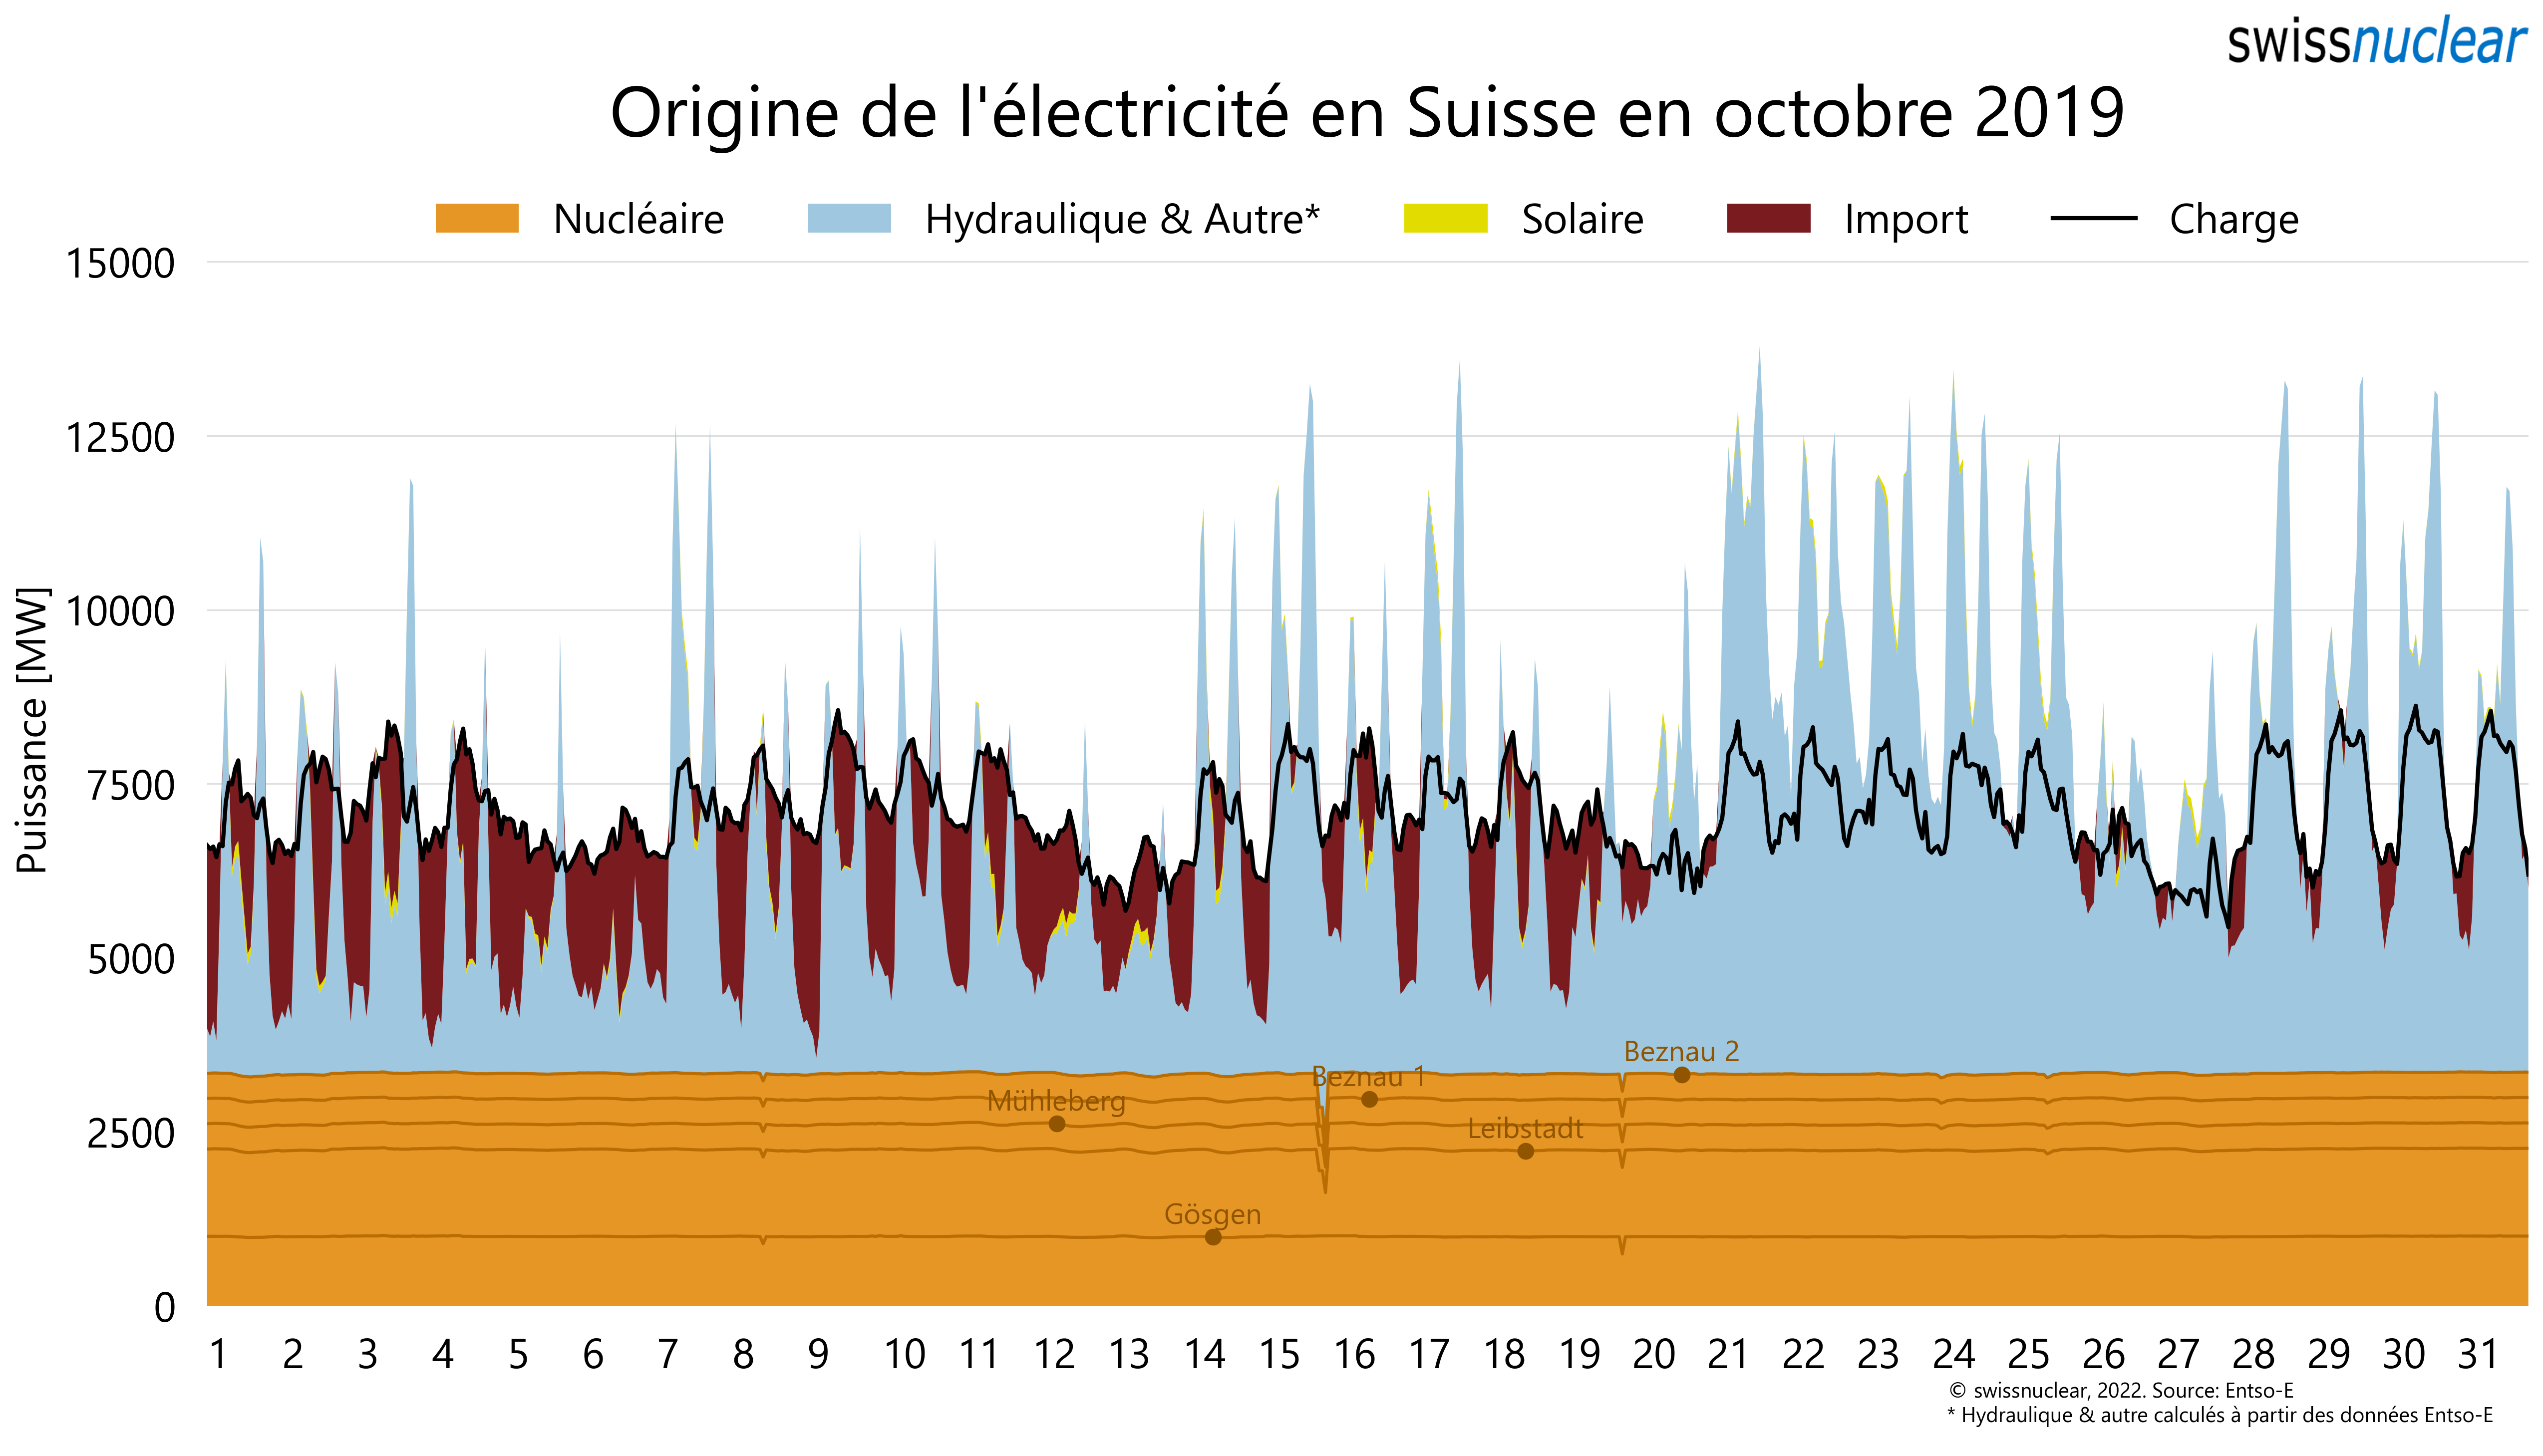 swissnuclear
Origine de l'électricité en Suisse en octobre 2019
Nucléaire Hydraulique & Autre* Solaire Import Charge
15000
12500
10000
7500
5000
2500
0
Puissance [MW]
Beznau 2
Beznau 1
Mühleberg
Leibstadt
Gösgen
1 2 3 4 5 6 7 8 9 10 11 12 13 14 15 16 17 18 19 20 21 22 23 24 25 26 27 28 29 30 31
© swissnuclear, 2022. Source: Entso-E
* Hydraulique & autre calculés à partir des données Entso-E